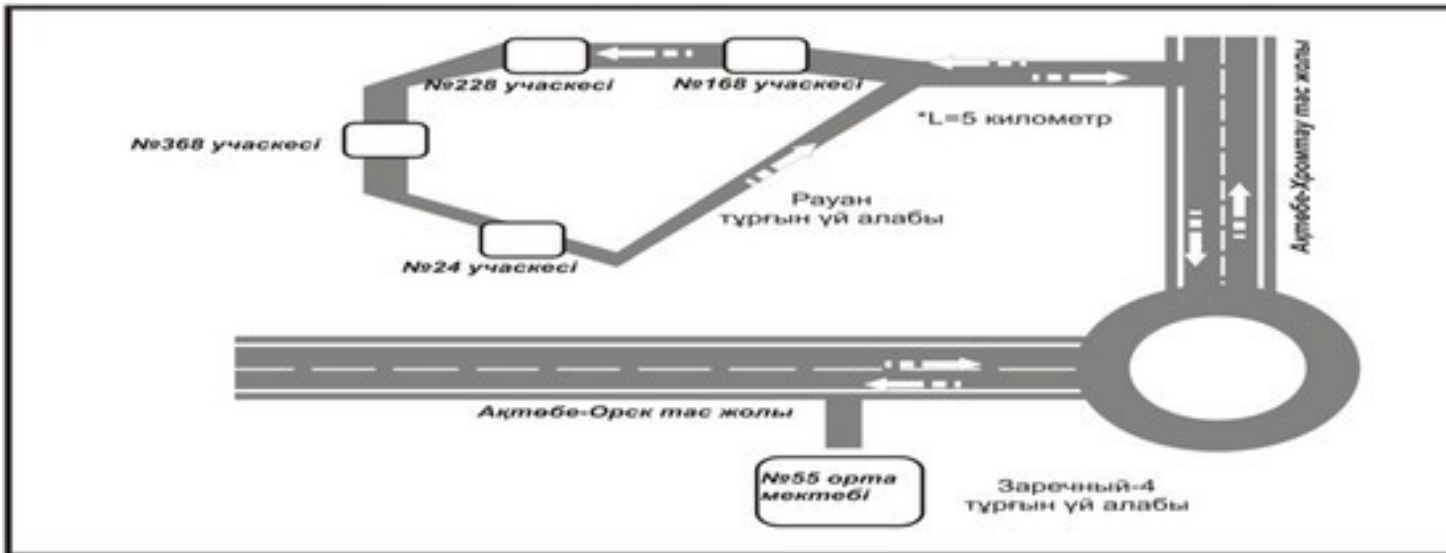 №228 учаскесі
№168 учаскесі
*L=5 километр
№368 учаскесі
Рауан
тұрғын үй алабы
№24 учаскесі
Ақтөбе-Хромтау тас жолы
Ақтөбе-Орск тас жолы
№55 орта
мектебі
Заречный-4
тұрғын үй алабы